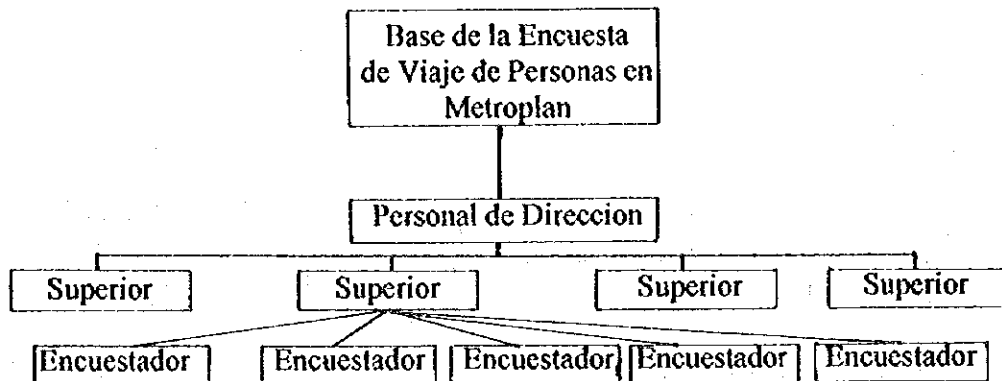 Base de la Encuesta
de Viaje de Personas en
Metroplan
Personal de Direccion
Superior
Superior
Superior
Superior
Encuestador
Encuestador
Encuestador
Encuestador
Encuestador